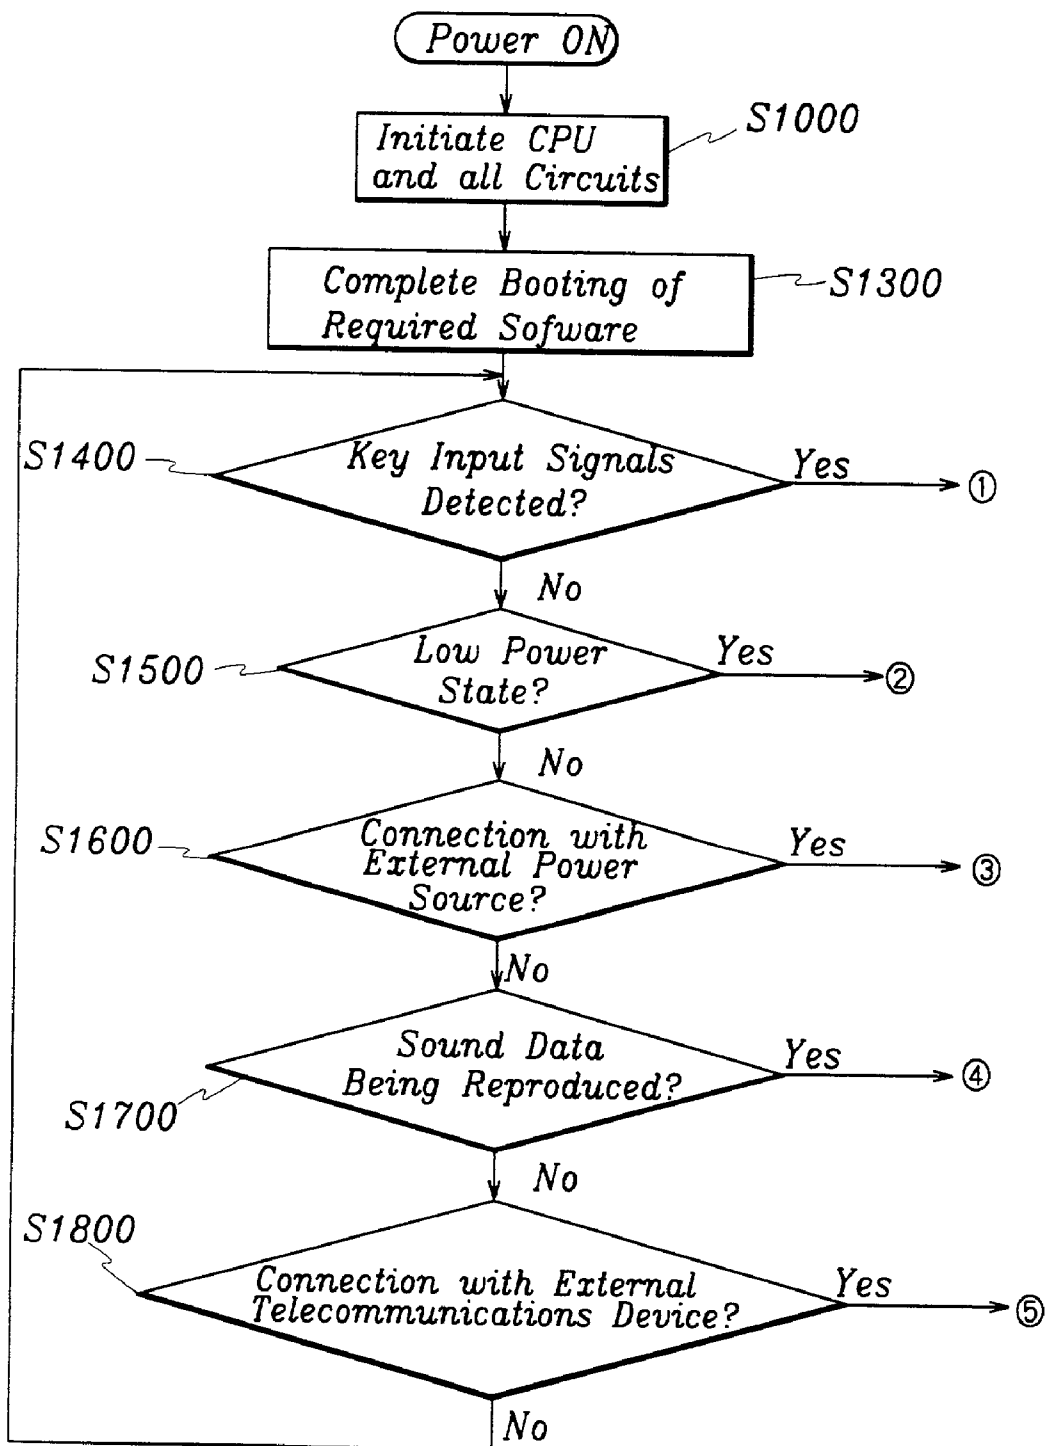 Power ON
Initiate CPU
and all Circuits
S1000
Complete Booting of
Required Sofware
S1300
S1400
Key Input Signals
Detected?
Yes
①
No
S1500
Low Power
State?
Yes
②
No
S1600
Connection with
External Power
Source?
Yes
③
No
Sound Data
Being Reproduced?
Yes
④
S1700
No
S1800
Connection with External
Telecommunications Device?
Yes
⑤
No